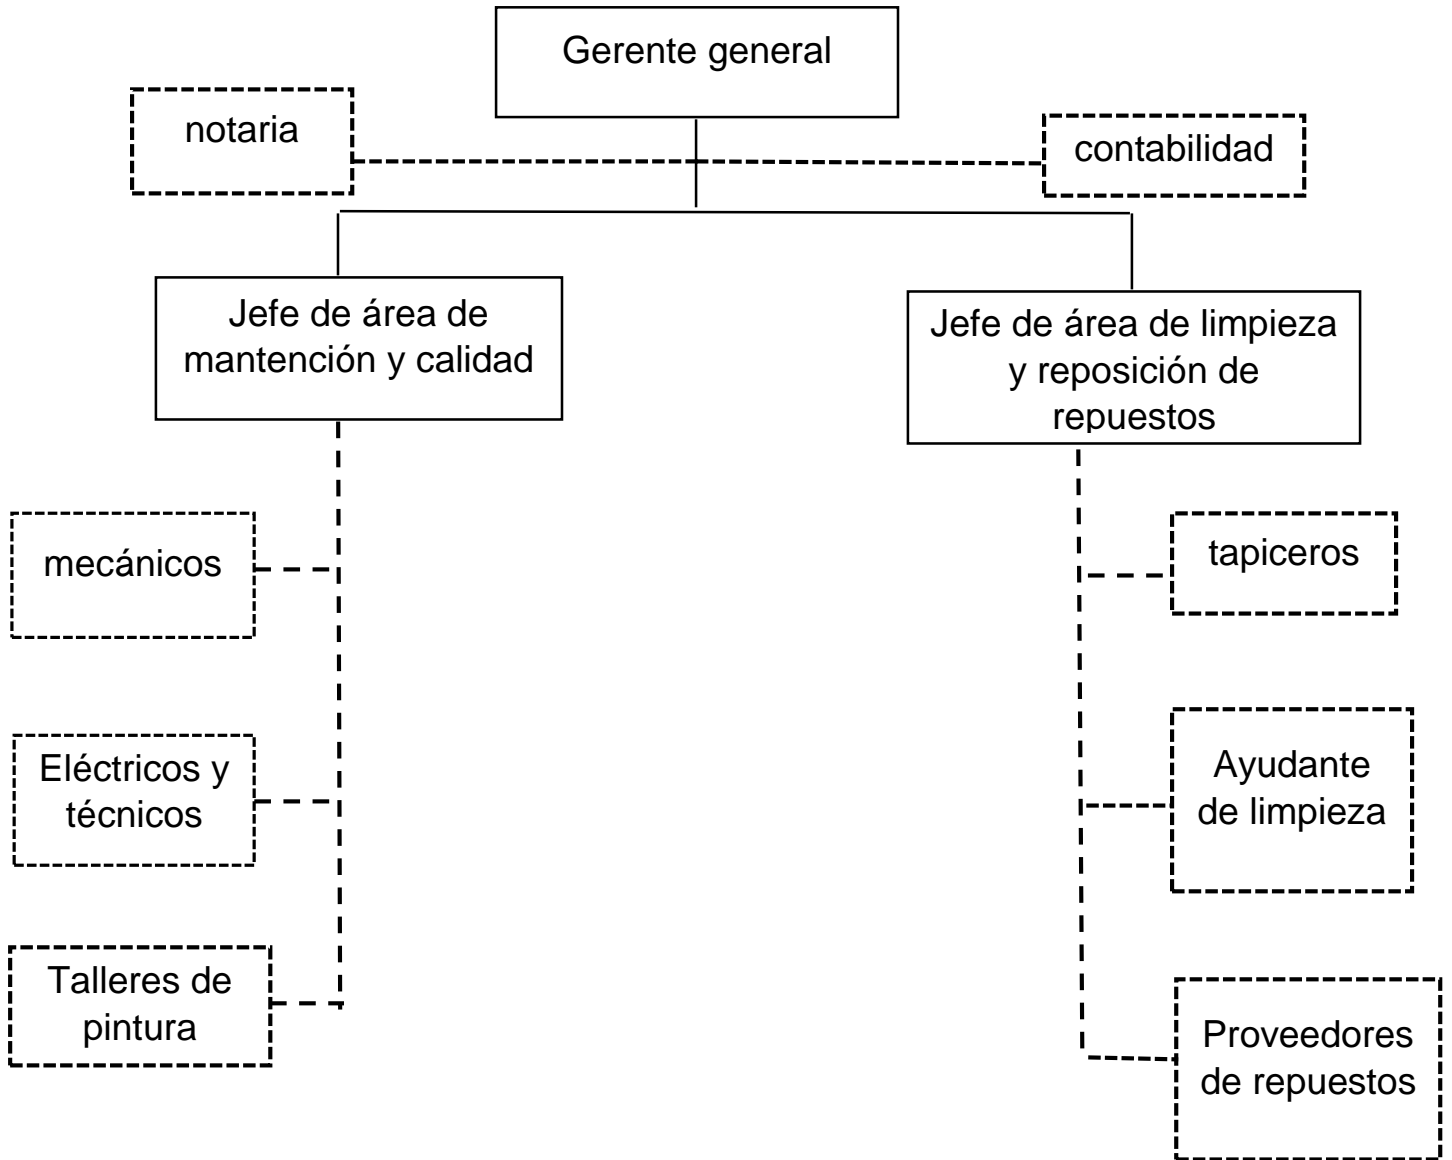 Gerente general
notaria
contabilidad
Jefe de área de
mantención y calidad
Jefe de área de limpieza
y reposición de
repuestos
mecánicos
tapiceros
Eléctricos y
técnicos
Ayudante
de limpieza
Talleres de
pintura
Proveedores
de repuestos